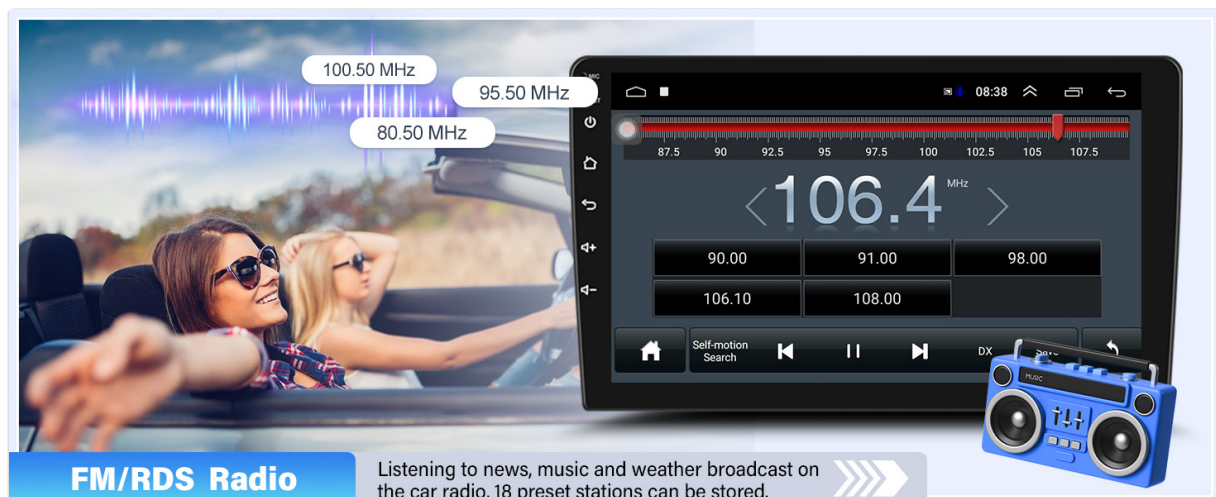 100.50 MHz
95.50 MHz
80.50 MHz
MIC
08:38
87.5 90 92.5 95 97.5 100 102.5 105 107.5
106.4 MHz
90.00 91.00 98.00
106.10 108.00
Self-motion
Search
DX
MUSIC
FM/RDS Radio
Listening to news, music and weather broadcast on
the car radio. 18 preset stations can be stored.